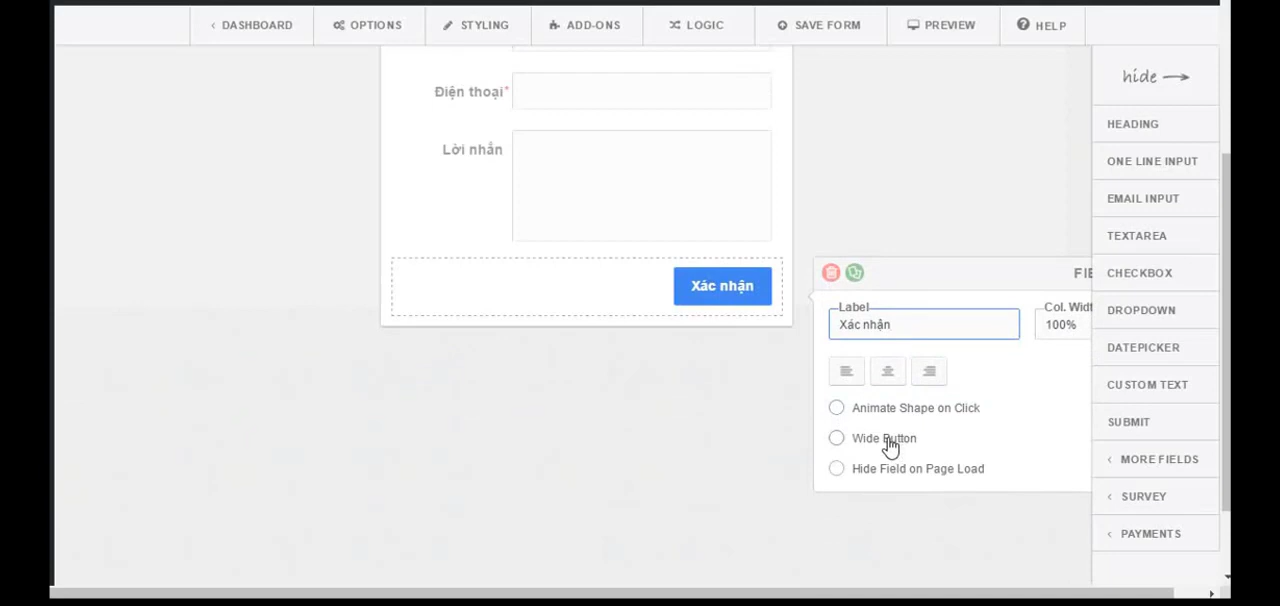 DASHBOARD
OPTIONS
STYLING
ADD-ONS
LOGIC
SAVE FORM
PREVIEW
HELP
hide
Điện thoại*
Lời nhắn
Xác nhận
Label
Xác nhận
100%
Animate Shape on Click
Wide Button
Hide Field on Page Load
HEADING
ONE LINE INPUT
EMAIL INPUT
TEXTAREA
CHECKBOX
DROPDOWN
DATEPICKER
CUSTOM TEXT
SUBMIT
MORE FIELDS
SURVEY
PAYMENTS